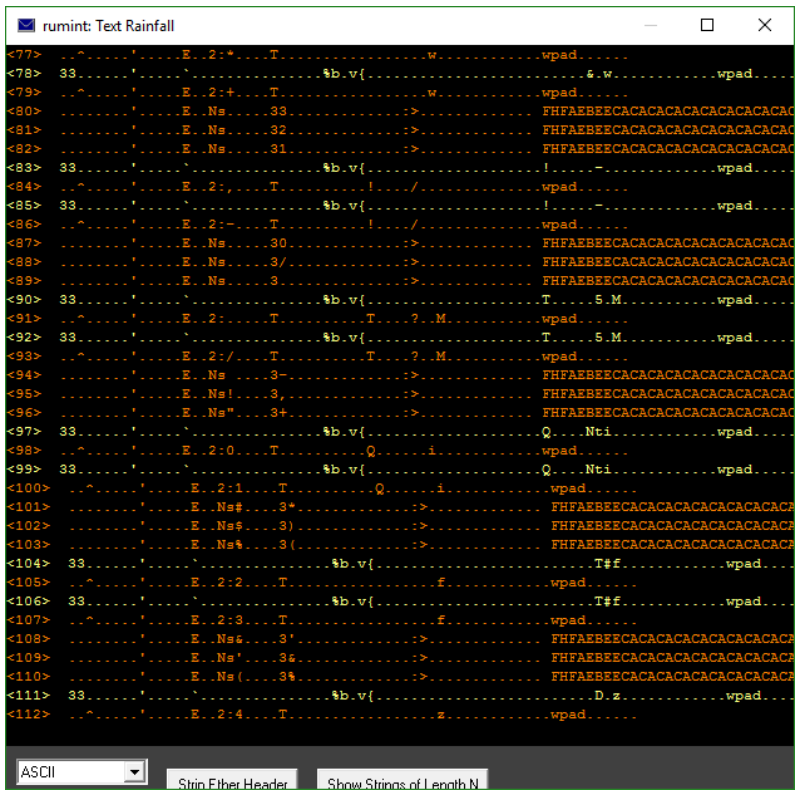 rumint: Text Rainfall
<77> ..^.....'.....E..2:*....T..................w.............wpad......
<78> 33......'.....`.................%b.v{............................&.w.............wpad.....
<79> ..^.....'.....E..2:+....T..................w.............wpad......
<80> .........'.....E..Ns.....33...............:>.............. FHFAEBEECACACACACACACACACAC
<81> .........'.....E..Ns.....32...............:>.............. FHFAEBEECACACACACACACACACAC
<82> .........'.....E..Ns.....31...............:>.............. FHFAEBEECACACACACACACACACAC
<83> 33......'.....`.................%b.v{.......................!.....-..............wpad.....
<84> ..^.....'.....E..2:,....T...........!..../...............wpad......
<85> 33......'.....`.................%b.v{.......................!.....-..............wpad.....
<86> ..^.....'.....E..2:-....T...........!..../...............wpad......
<87> .........'.....E..Ns.....30...............:>.............. FHFAEBEECACACACACACACACACAC
<88> .........'.....E..Ns.....3/...............:>.............. FHFAEBEECACACACACACACACACAC
<89> .........'.....E..Ns.....3................:>.............. FHFAEBEECACACACACACACACACAC
<90> 33......'.....`.................%b.v{.......................T.....5.M............wpad.....
<91> ..^.....'.....E..2:.....T...........T....?..M............wpad......
<92> 33......'.....`.................%b.v{.......................T.....5.M............wpad.....
<93> ..^.....'.....E..2:/....T...........T....?..M............wpad......
<94> .........'.....E..Ns ....3-...............:>.............. FHFAEBEECACACACACACACACACAC
<95> .........'.....E..Ns!....3,...............:>.............. FHFAEBEECACACACACACACACACAC
<96> .........'.....E..Ns"....3+...............:>.............. FHFAEBEECACACACACACACACACAC
<97> 33......'.....`.................%b.v{.......................Q....Nti.............wpad.....
<98> ..^.....'.....E..2:0....T...........Q......i.............wpad......
<99> 33......'.....`.................%b.v{.......................Q....Nti.............wpad.....
<100> ..^.....'.....E..2:1....T...........Q......i.............wpad......
<101> .........'.....E..Ns#....3*...............:>.............. FHFAEBEECACACACACACACACACA
<102> .........'.....E..Ns$....3)...............:>.............. FHFAEBEECACACACACACACACACA
<103> .........'.....E..Ns%....3(...............:>.............. FHFAEBEECACACACACACACACACA
<104> 33......'.....`.................%b.v{............................T#f.............wpad....
<105> ..^.....'.....E..2:2....T..................f.............wpad......
<106> 33......'.....`.................%b.v{............................T#f.............wpad....
<107> ..^.....'.....E..2:3....T..................f.............wpad......
<108> .........'.....E..Ns&....3'...............:>.............. FHFAEBEECACACACACACACACACA
<109> .........'.....E..Ns'....3&...............:>.............. FHFAEBEECACACACACACACACACA
<110> .........'.....E..Ns(....3%...............:>.............. FHFAEBEECACACACACACACACACA
<111> 33......'.....`.................%b.v{............................D.z.............wpad....
<112> ..^.....'.....E..2:4....T..................z.............wpad......
ASCII
Strip Ether Header
Show Strings of Length N